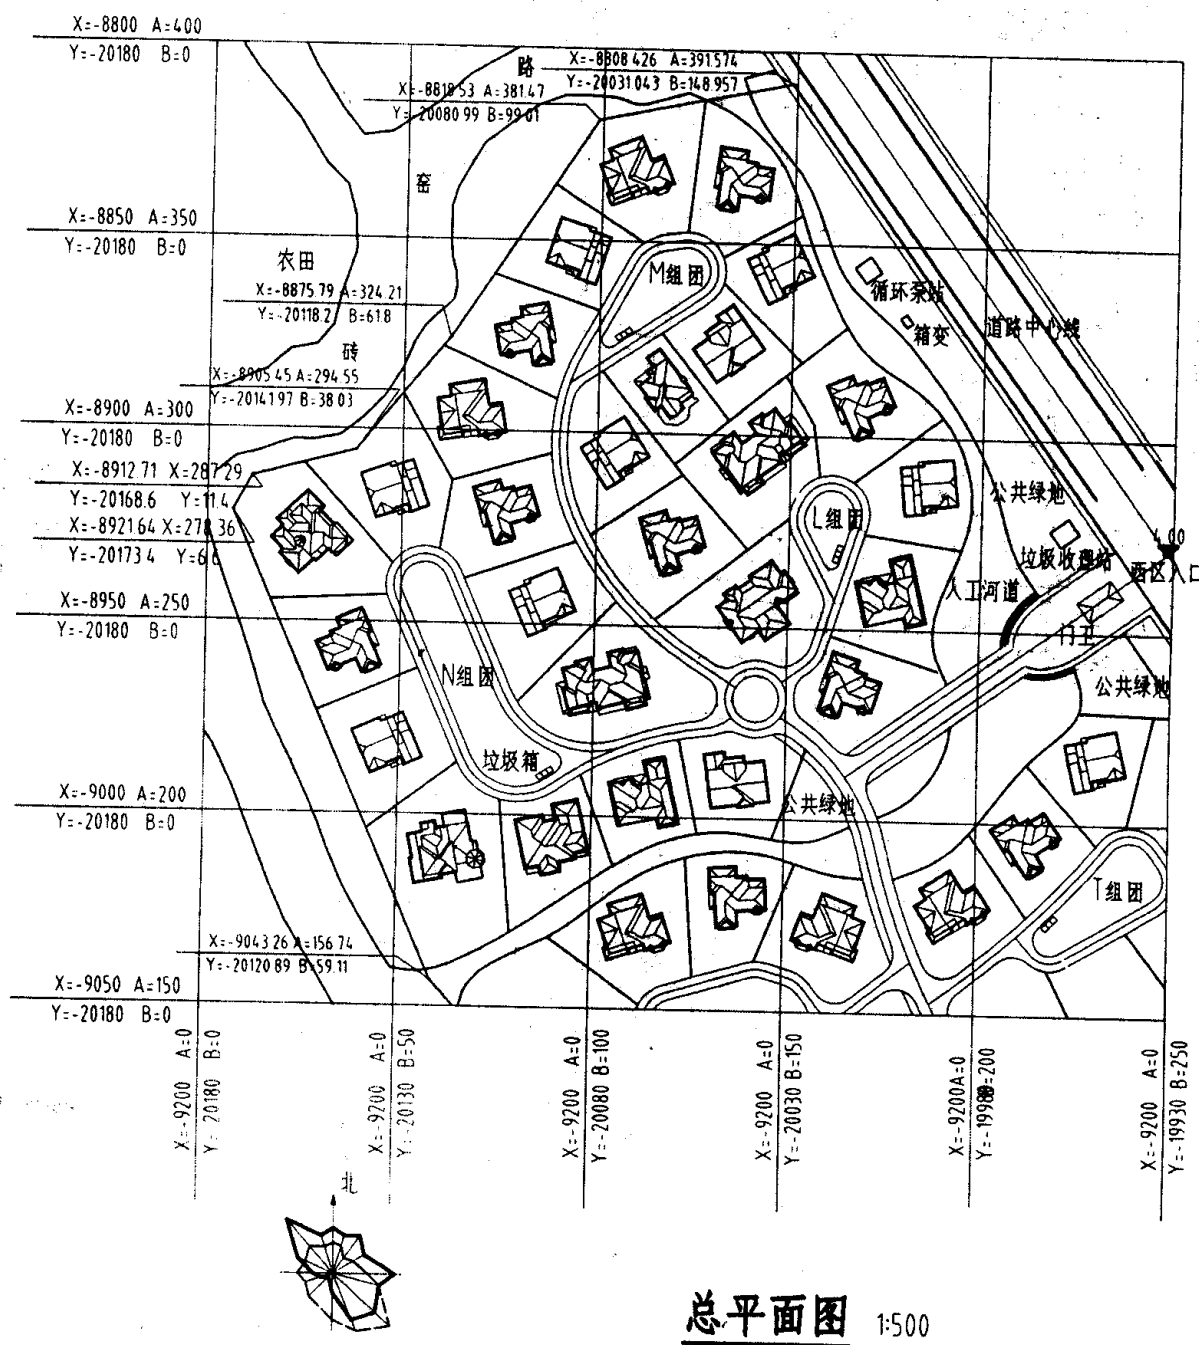 X=-8800 A=400
Y=-20180 B=0
路
X=-8808.426 A=391.574
Y=-20031.043 B=148.957
X=-8818.53 A=381.47
Y=-20080.99 B=99.01
窑
X=-8850 A=350
Y=-20180 B=0
农田
M组团
循环泵站
X=-8875.79 A=324.21
Y=-20118.2 B=61.8
箱变
道路中心线
砖
X=-8905.45 A=294.55
Y=-20141.97 B=38.03
X=-8900 A=300
Y=-20180 B=0
X=-8912.71 X=287.29
Y=-20168.6 Y=11.4
公共绿地
L组团
X=-8921.64 X=278.36
Y=-20173.4 Y=6.6
4.00
垃圾收理站
西区入口
人工河道
X=-8950 A=250
Y=-20180 B=0
门卫
N组团
公共绿地
垃圾箱
X=-9000 A=200
Y=-20180 B=0
公共绿地
T组团
X=-9043.26 A=156.74
Y=-20120.89 B=59.11
X=-9050 A=150
Y=-20180 B=0
X=-9200 A=0
Y=-20180 B=0
X=-9200 A=0
Y=-20130 B=50
X=-9200 A=0
Y=-20080 B=100
X=-9200 A=0
Y=-20030 B=150
X=-9200 A=0
B=200
X=-9200 A=0
Y=-19930 B=250
北
总平面图 1:500